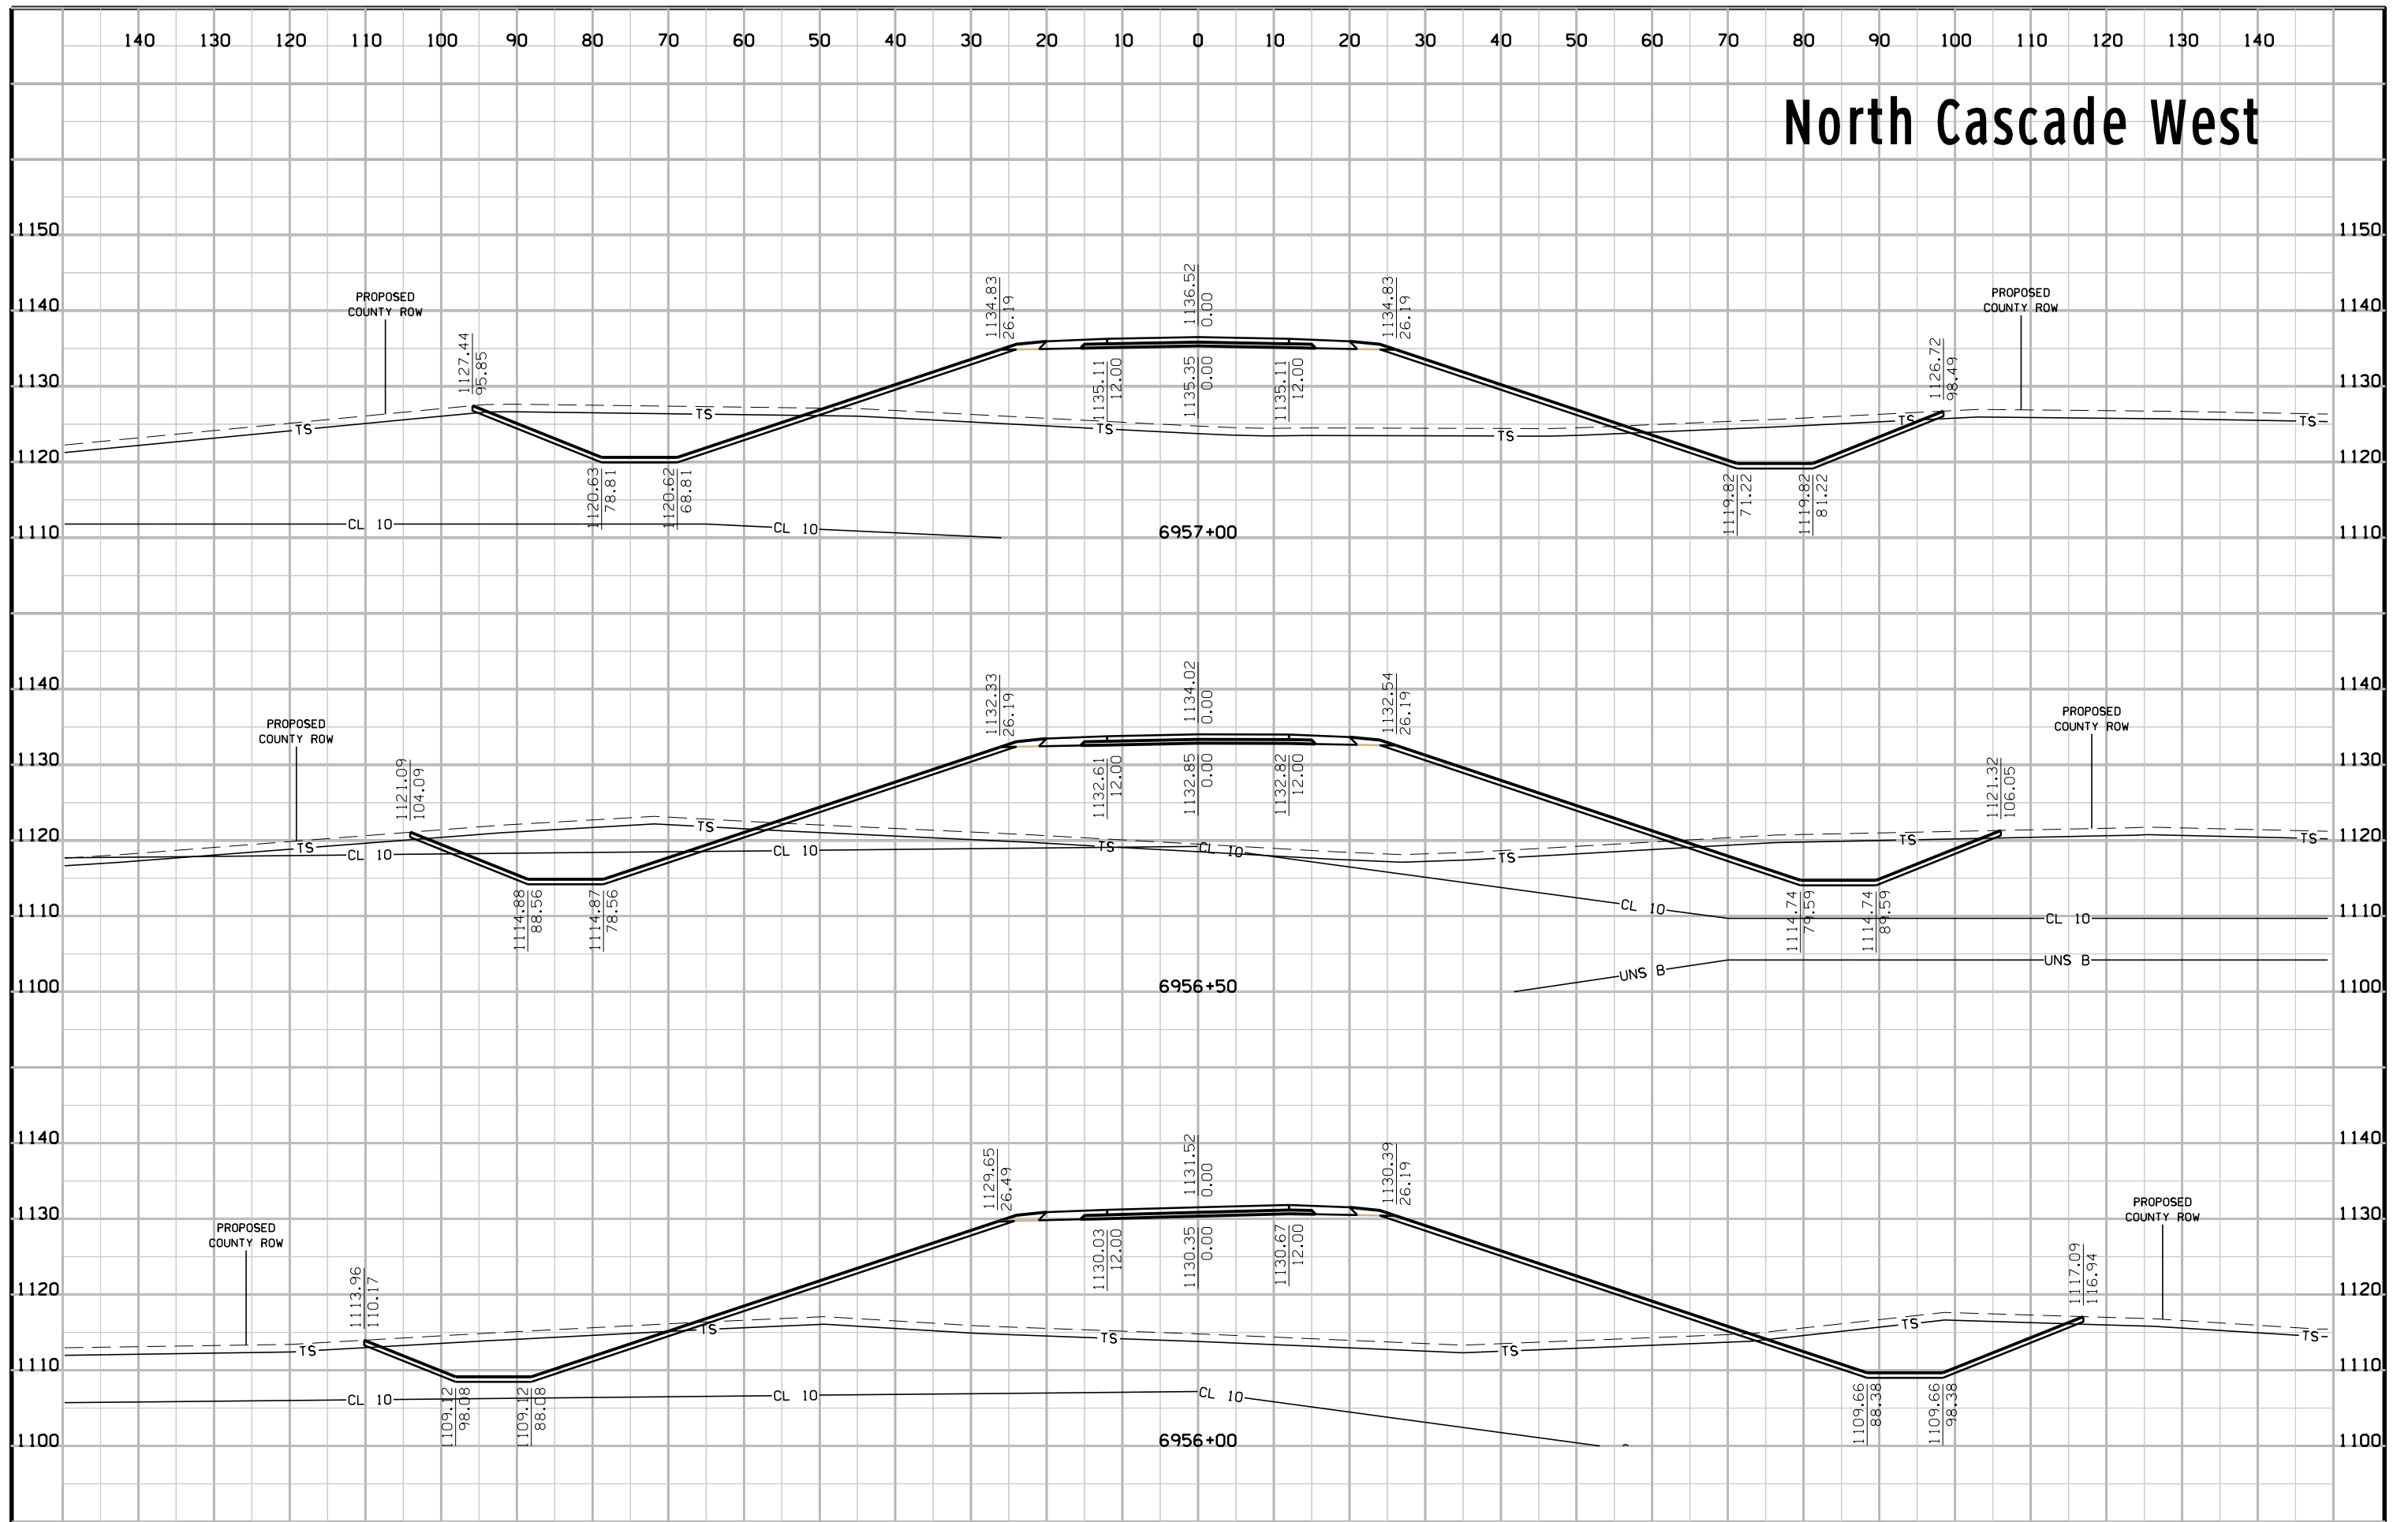 140 130 120 110 100 90 80 70 60 50 40 30 20 10 0 10 20 30 40 50 60 70 80 90 100 110 120 130 140
North Cascade West
1150 1150
1134.83 26.19 1136.52 0.00 1134.83 26.19
PROPOSED COUNTY ROW PROPOSED COUNTY ROW
1140 1140
1127.44 95.85 1126.72 98.49
1135.11 12.00 1135.35 0.00 1135.11 12.00
1130 1130
TS TS TS TS TS TS
1120 1120
1120.63 78.81 1120.62 68.81 1119.82 71.22 1119.82 81.22
CL 10 CL 10
1110 6957+00 1110
1132.33 26.19 1134.02 0.00 1132.54 26.19
1140 1140
PROPOSED COUNTY ROW PROPOSED COUNTY ROW
1121.09 104.09 1132.61 12.00 1132.85 0.00 1132.82 12.00 1121.32 106.05
1130 1130
1120 TS TS TS TS TS TS 1120
CL 10 CL 10 CL 10
1114.88 88.56 1114.87 78.56 1114.74 79.59 1114.74 89.59
1110 CL 10 CL 10 1110
UNS B UNS B
1100 6956+50 1100
1140 1140
1129.65 26.49 1131.52 0.00 1130.39 26.19
PROPOSED COUNTY ROW PROPOSED COUNTY ROW
1130 1130
1113.96 110.17 1130.03 12.00 1130.35 0.00 1130.67 12.00 1117.09 116.94
1120 1120
TS TS TS TS TS TS
1110 1110
1109.12 98.08 1109.12 88.08 1109.66 88.38 1109.66 98.38
CL 10 CL 10 CL 10
1100 6956+00 1100